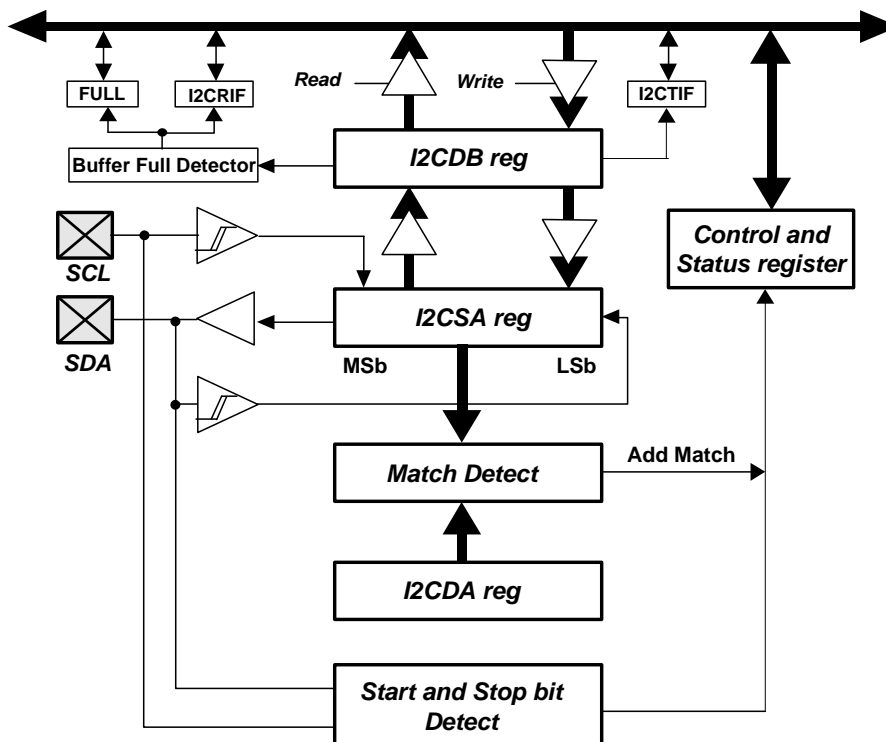 Read
Write
FULL
I2CRIF
I2CTIF
Buffer Full Detector
I2CDB reg
SCL
Control and
Status register
I2CSA reg
SDA
MSb
LSb
Match Detect
Add Match
I2CDA reg
Start and Stop bit
Detect